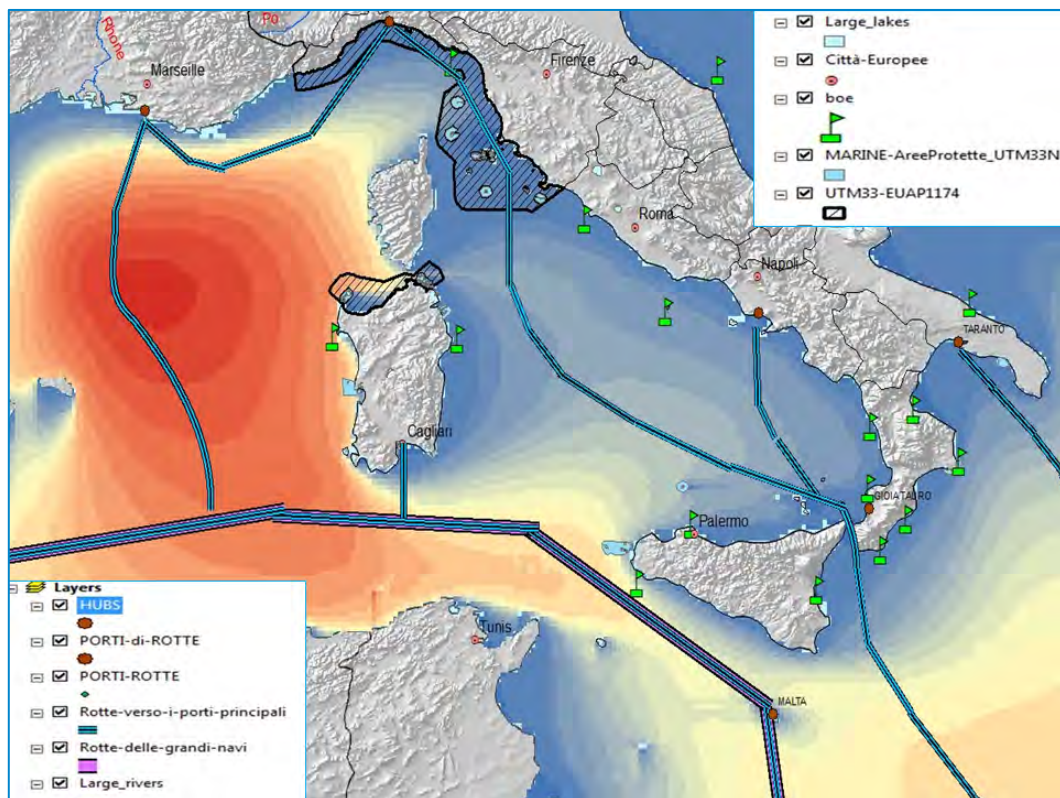 Rhone
Po
Marseille
Firenze
Roma
Napoli
TARANTO
Cagliari
GIOIA TAURO
Palermo
Tunis
MALTA
Large_lakes
Città-Europee
boe
MARINE-AreeProtette_UTM33N
UTM33-EUAP1174
Layers
HUBS
PORTI-di-ROTTE
PORTI-ROTTE
Rotte-verso-i-porti-principali
Rotte-delle-grandi-navi
Large_rivers